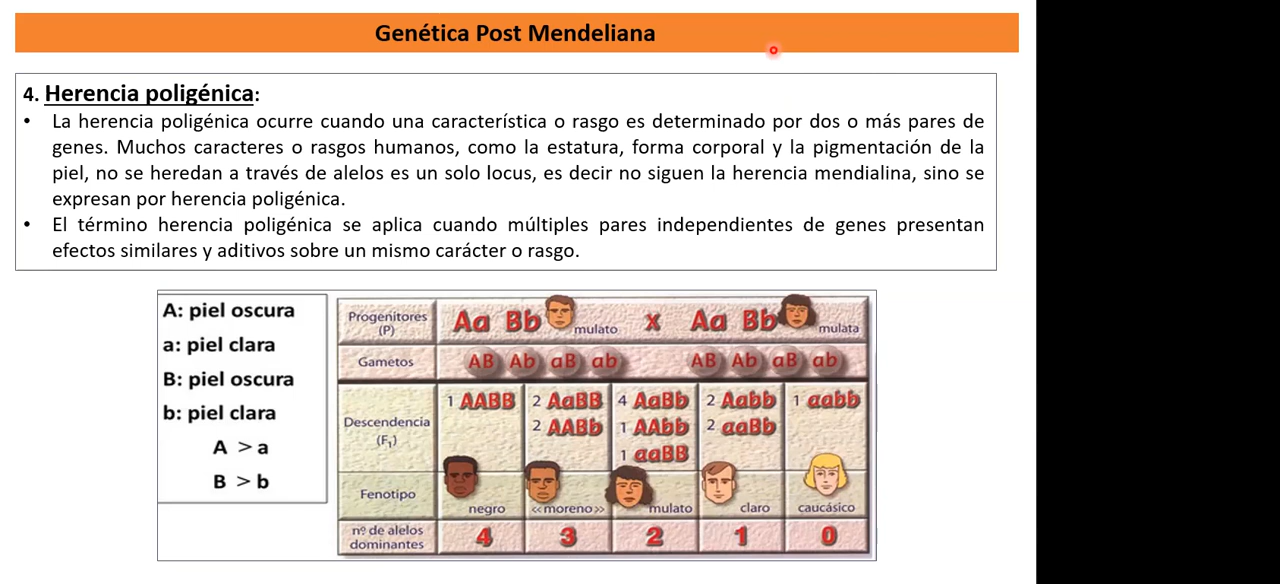 Genética Post Mendeliana
4. Herencia poligénica:
• La herencia poligénica ocurre cuando una característica o rasgo es determinado por dos o más pares de
genes. Muchos caracteres o rasgos humanos, como la estatura, forma corporal y la pigmentación de la
piel, no se heredan a través de alelos es un solo locus, es decir no siguen la herencia mendialina, sino se
expresan por herencia poligénica.
• El término herencia poligénica se aplica cuando múltiples pares independientes de genes presentan
efectos similares y aditivos sobre un mismo carácter o rasgo.
A: piel oscura
a: piel clara
B: piel oscura
b: piel clara
A > a
B > b
Progenitores (P) Aa Bb mulato x Aa Bb mulata
Gametos AB Ab aB ab AB Ab aB ab
Descendencia (F₁)
1 AABB
2 AaBB
2 AABb
4 AaBb
1 AAbb
1 aaBB
2 Aabb
2 aaBb
1 aabb
Fenotipo negro «moreno» mulato claro caucásico
nº de alelos dominantes 4 3 2 1 0